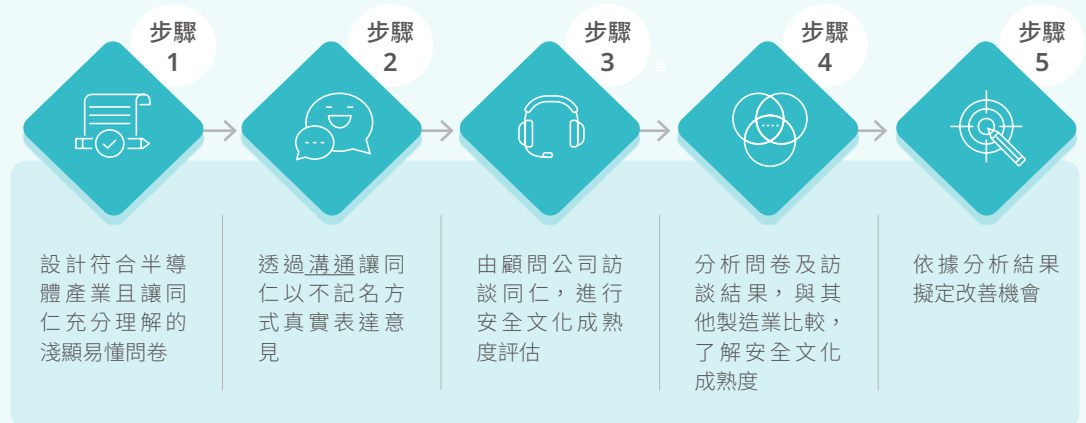 步驟
1
步驟
2
步驟
3
步驟
4
步驟
5
設計符合半導
體產業且讓同
仁充分理解的
淺顯易懂問卷
透過溝通讓同
仁以不記名方
式真實表達意
見
由顧問公司訪
談同仁，進行
安全文化成熟
度評估
分析問卷及訪
談結果，與其
他製造業比較，
了解安全文化
成熟度
依據分析結果
擬定改善機會